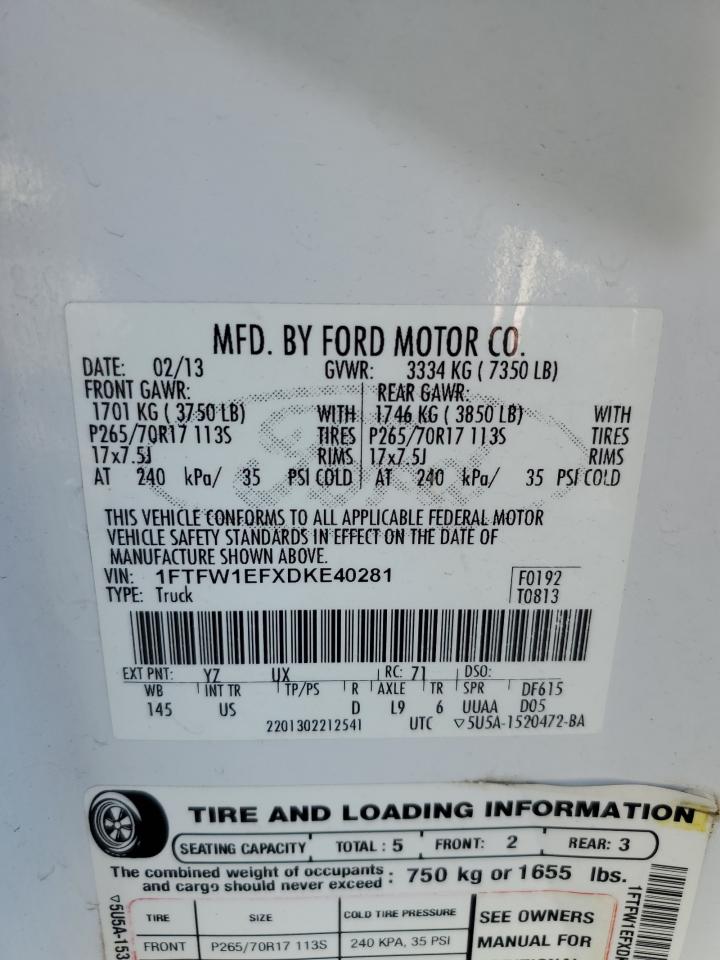 MFD. BY FORD MOTOR CO.
DATE: 02/13 GVWR: 3334 KG ( 7350 LB)
FRONT GAWR: REAR GAWR:
1701 KG ( 3750 LB) WITH 1746 KG ( 3850 LB) WITH
P265/70R17 113S TIRES P265/70R17 113S TIRES
17x7.5J RIMS 17x7.5J RIMS
AT 240 kPa/ 35 PSI COLD AT 240 kPa/ 35 PSI COLD
THIS VEHICLE CONFORMS TO ALL APPLICABLE FEDERAL MOTOR
VEHICLE SAFETY STANDARDS IN EFFECT ON THE DATE OF
MANUFACTURE SHOWN ABOVE.
VIN: 1FTFW1EFXDKE40281 F0192
TYPE: Truck T0813
EXT PNT: YZ UX RC: 71 DSO:
WB INT TR TP/PS R AXLE TR SPR DF615
145 US D L9 6 UUAA D05
2201302212541 UTC ▽5U5A-1520472-BA
TIRE AND LOADING INFORMATION
SEATING CAPACITY TOTAL : 5 FRONT: 2 REAR: 3
The combined weight of occupants
and cargo should never exceed : 750 kg or 1655 lbs.
TIRE SIZE COLD TIRE PRESSURE SEE OWNERS
FRONT P265/70R17 113S 240 KPA, 35 PSI MANUAL FOR
▽5U5A-153
1FTFW1EFXD